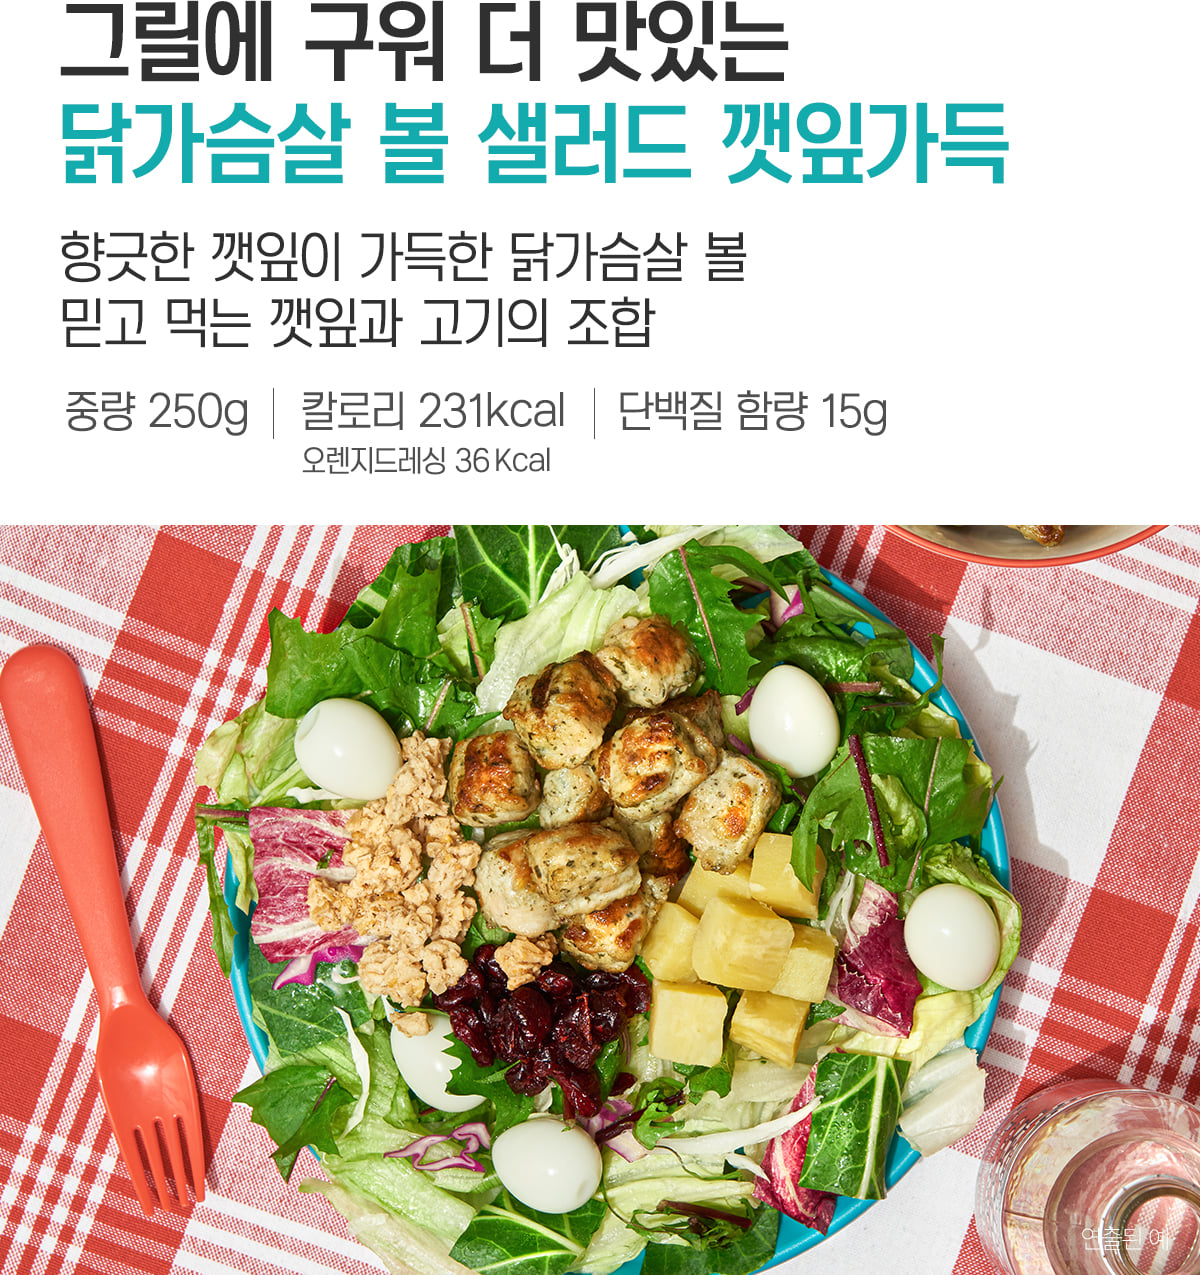 그릴에 구워 더 맛있는
닭가슴살 볼 샐러드 깻잎가득
향긋한 깻잎이 가득한 닭가슴살 볼
믿고 먹는 깻잎과 고기의 조합
중량 250g | 칼로리 231kcal | 단백질 함량 15g
오렌지드레싱 36Kcal
연출된 예